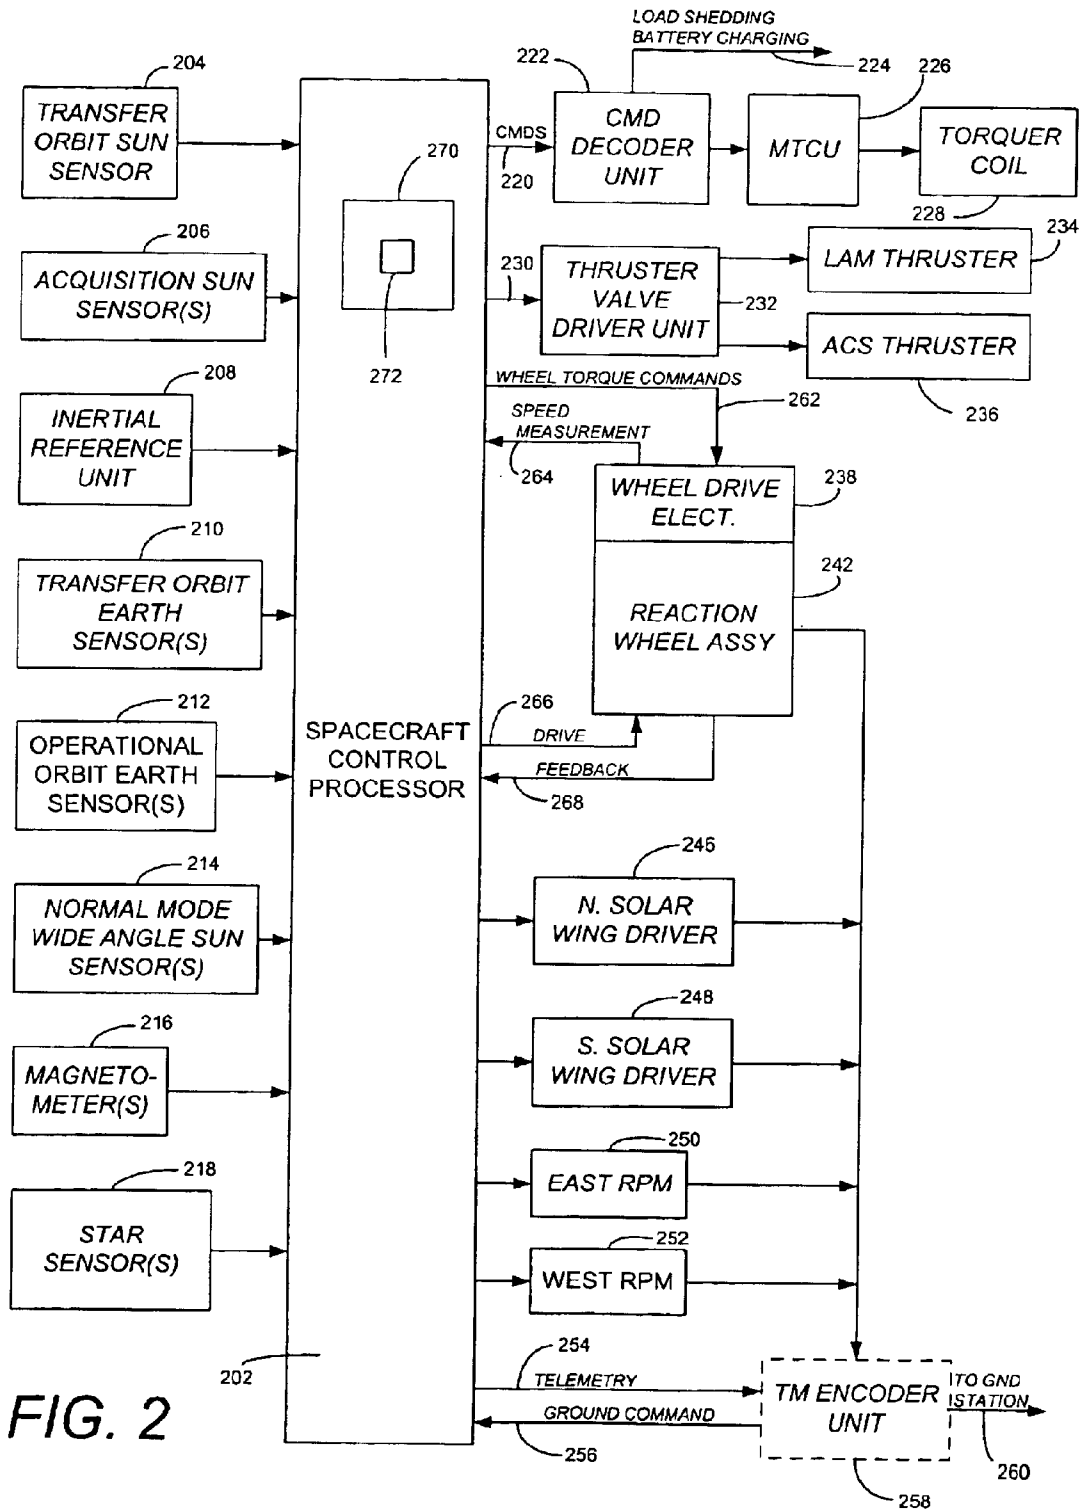 LOAD SHEDDING
BATTERY CHARGING
204
222
224
226
TRANSFER
ORBIT SUN
SENSOR
CMDS
220
CMD
DECODER
UNIT
MTCU
TORQUER
COIL
228
270
206
ACQUISITION SUN
SENSOR(S)
230
THRUSTER
VALVE
DRIVER UNIT
232
LAM THRUSTER
234
ACS THRUSTER
236
272
WHEEL TORQUE COMMANDS
262
208
INERTIAL
REFERENCE
UNIT
SPEED
MEASUREMENT
264
WHEEL DRIVE
ELECT.
238
210
TRANSFER ORBIT
EARTH
SENSOR(S)
242
REACTION
WHEEL ASSY
212
OPERATIONAL
ORBIT EARTH
SENSOR(S)
SPACECRAFT
CONTROL
PROCESSOR
266
DRIVE
FEEDBACK
268
214
NORMAL MODE
WIDE ANGLE SUN
SENSOR(S)
246
N. SOLAR
WING DRIVER
216
MAGNETO-
METER(S)
248
S. SOLAR
WING DRIVER
218
STAR
SENSOR(S)
250
EAST RPM
252
WEST RPM
202
254
TELEMETRY
GROUND COMMAND
256
TM ENCODER
UNIT
258
TO GND
STATION
260
FIG. 2